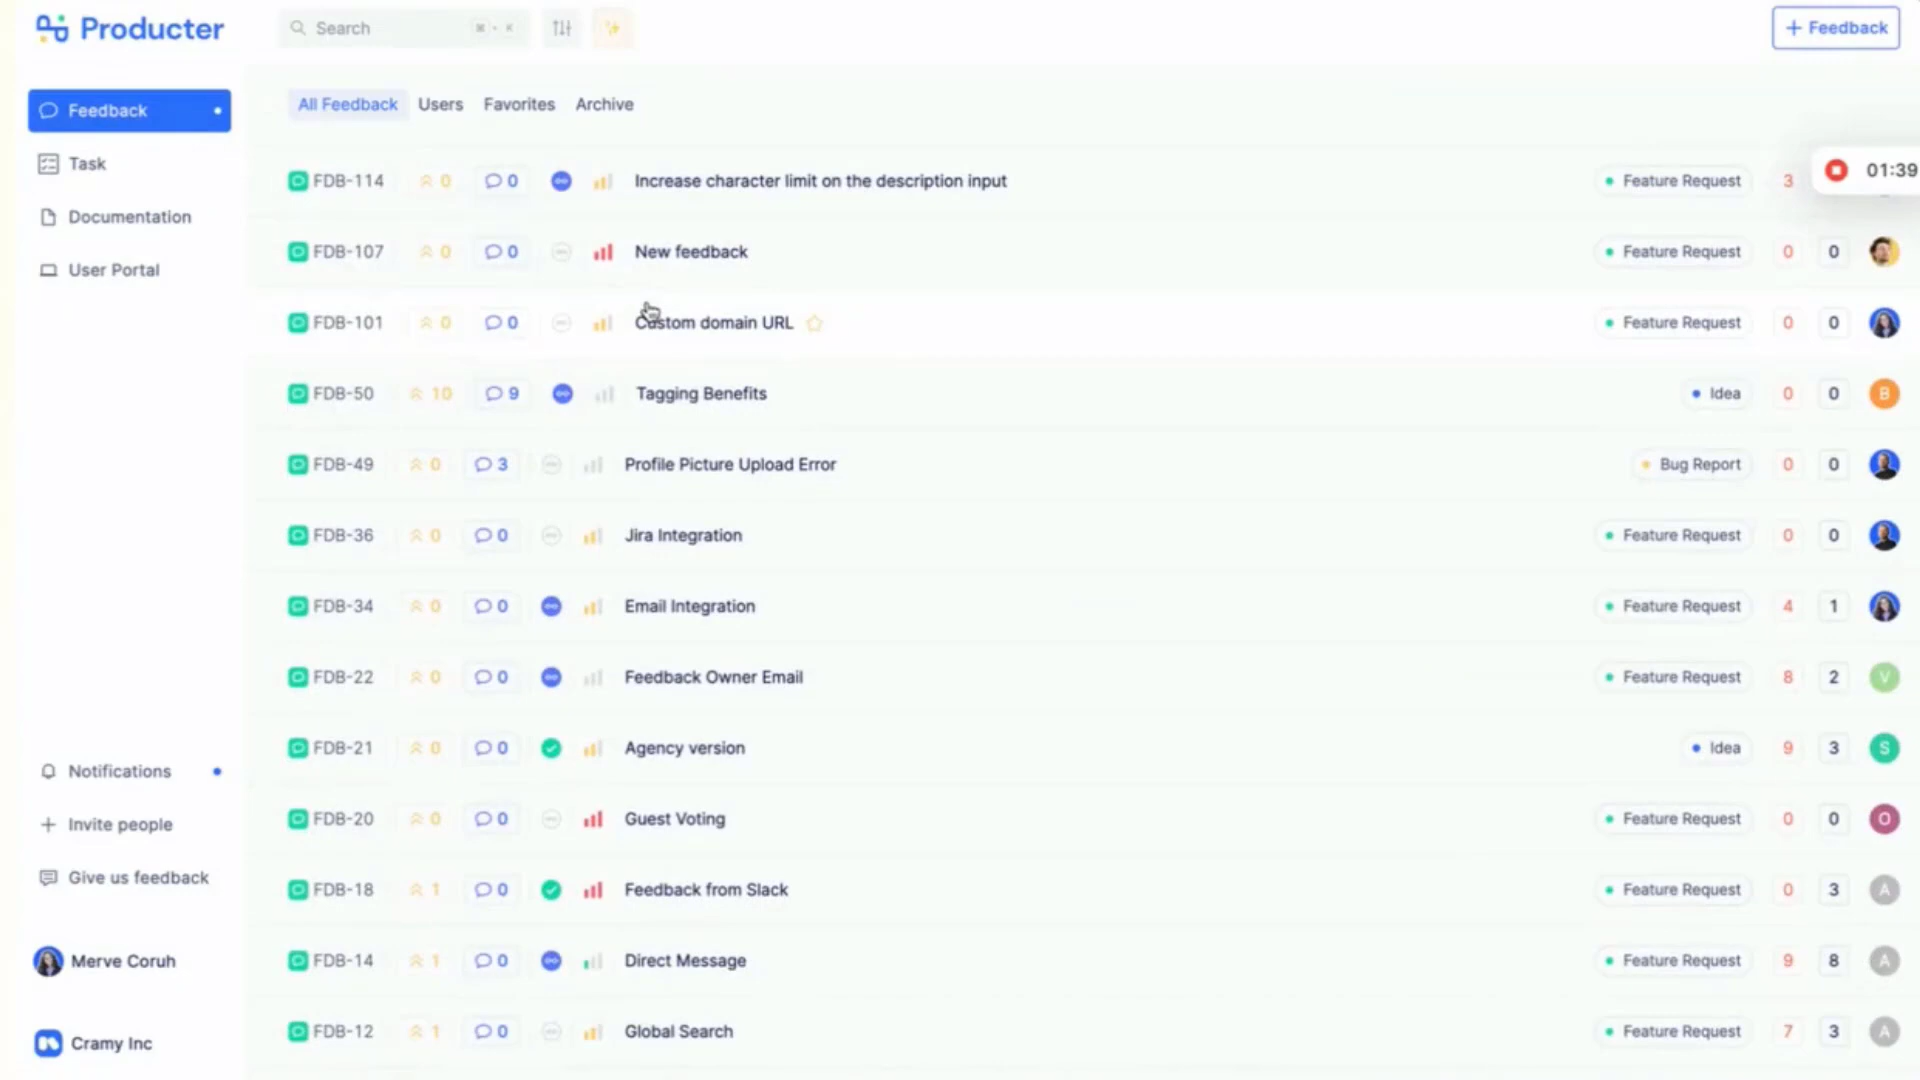 Producter
Search ⌘ + K
+ Feedback
Feedback
Task
Documentation
User Portal
Notifications
Invite people
Give us feedback
Merve Coruh
Cramy Inc
All Feedback Users Favorites Archive
01:39
FDB-114 0 0 Increase character limit on the description input Feature Request 3
FDB-107 0 0 New feedback Feature Request 0 0
FDB-101 0 0 Custom domain URL Feature Request 0 0
FDB-50 10 9 Tagging Benefits Idea 0 0 B
FDB-49 0 3 Profile Picture Upload Error Bug Report 0 0
FDB-36 0 0 Jira Integration Feature Request 0 0
FDB-34 0 0 Email Integration Feature Request 4 1
FDB-22 0 0 Feedback Owner Email Feature Request 8 2 V
FDB-21 0 0 Agency version Idea 9 3 S
FDB-20 0 0 Guest Voting Feature Request 0 0 O
FDB-18 1 0 Feedback from Slack Feature Request 0 3 A
FDB-14 1 0 Direct Message Feature Request 9 8 A
FDB-12 1 0 Global Search Feature Request 7 3 A